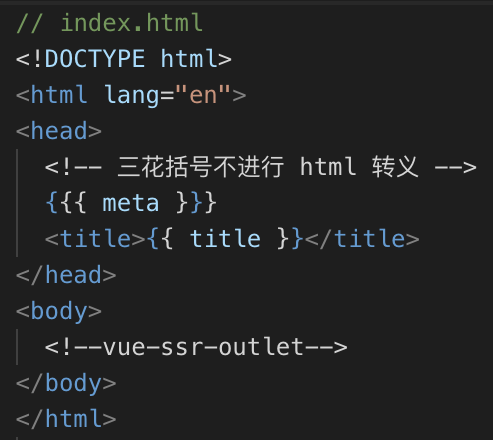 // index.html
<!DOCTYPE html>
<html lang="en">
<head>
  <!-- 三花括号不进行 html 转义 -->
  {{{ meta }}}
  <title>{{ title }}</title>
</head>
<body>
  <!--vue-ssr-outlet-->
</body>
</html>